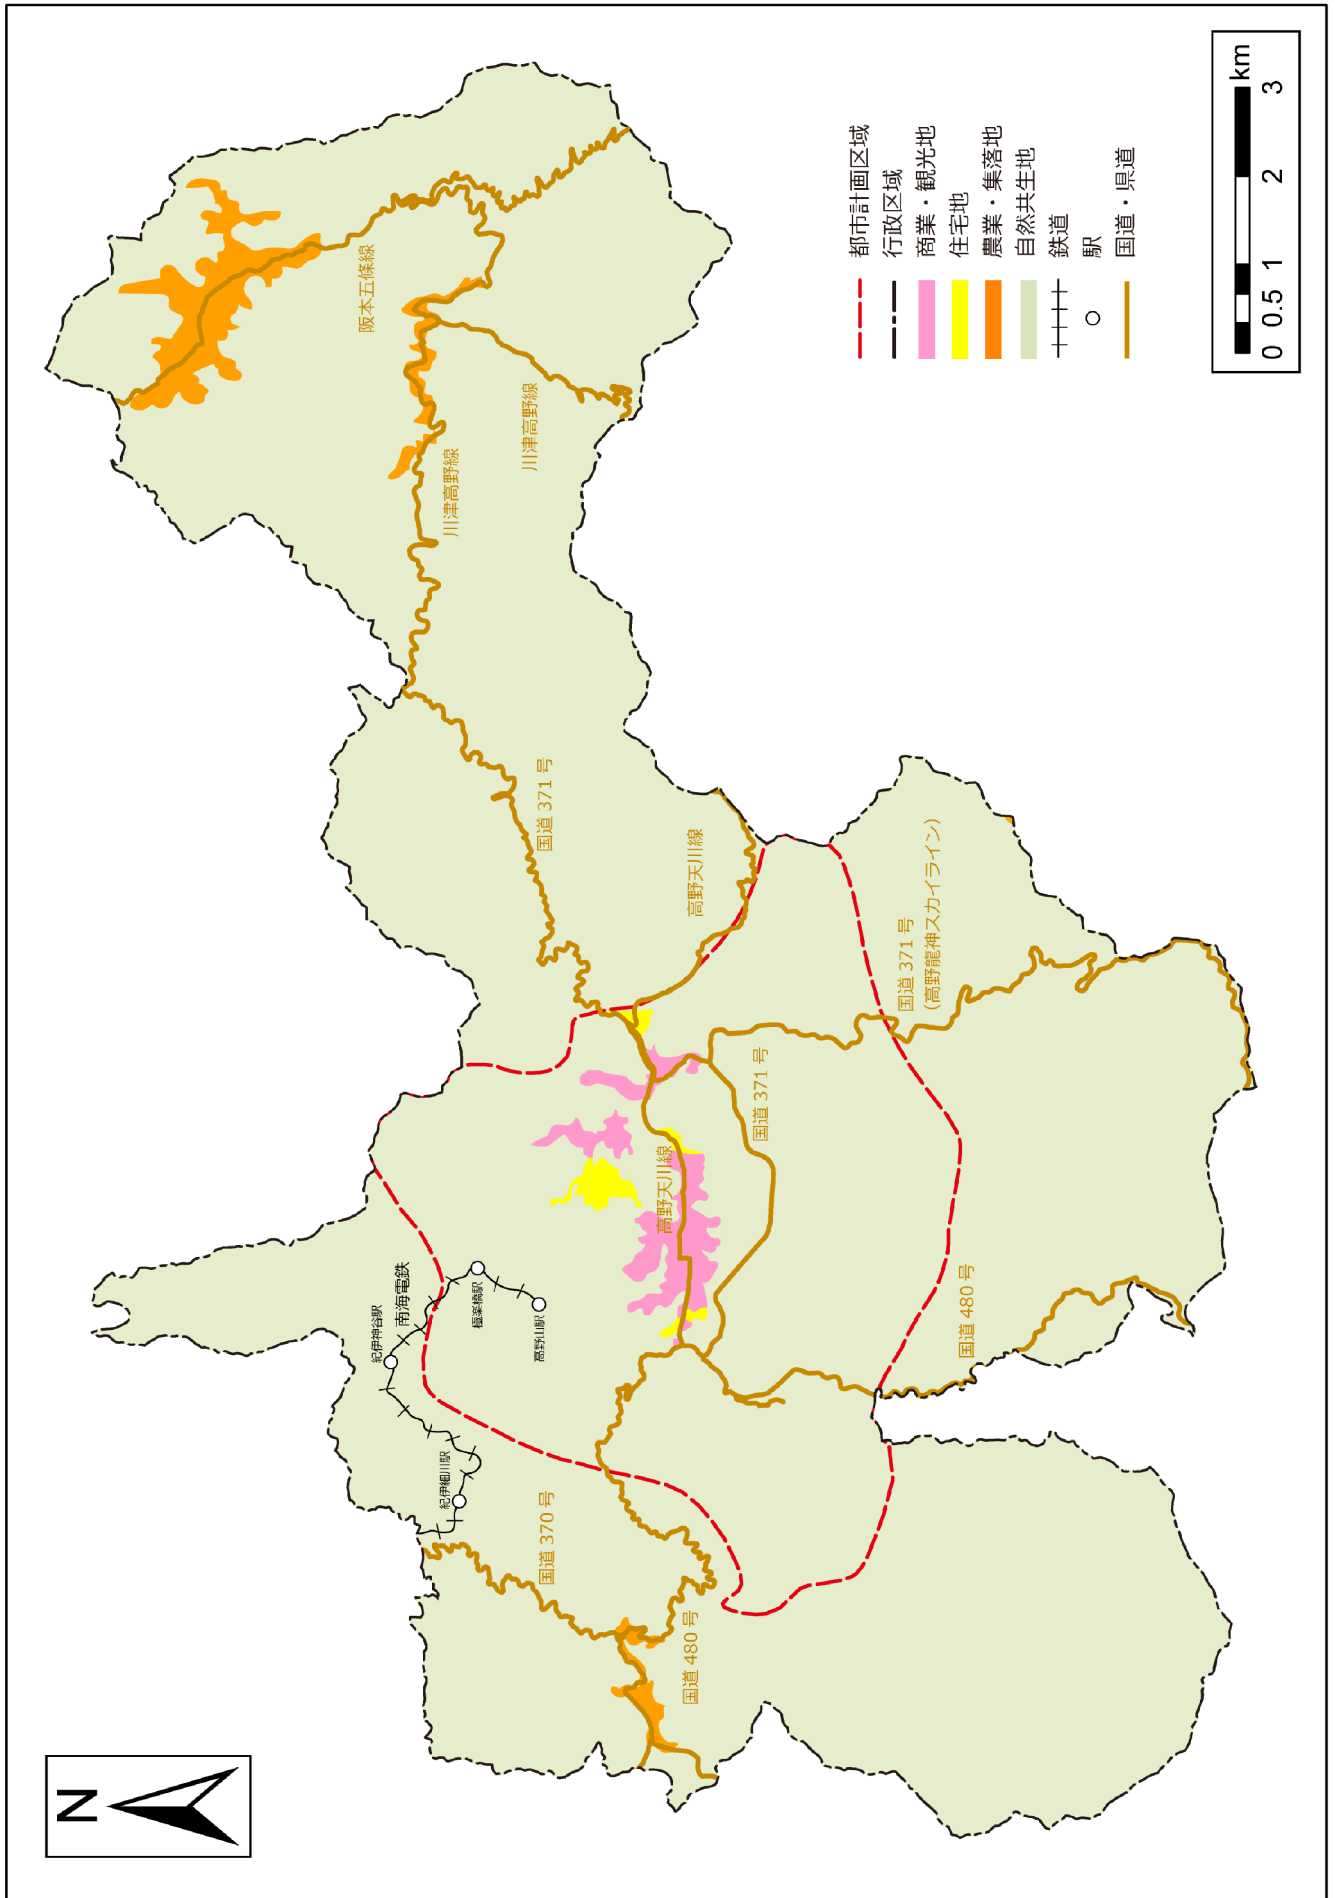 N
阪本五條線
川津高野線
川津高野線
国道 371 号
高野天川線
国道 371 号
(高野龍神スカイライン)
国道 371 号
高野天川線
南海電鉄
紀伊神谷駅
極楽橋駅
高野山駅
紀伊細川駅
国道 370 号
国道 480 号
国道 480 号
都市計画区域
行政区域
商業・観光地
住宅地
農業・集落地
自然共生地
鉄道
駅
国道・県道
km
0 0.5 1 2 3